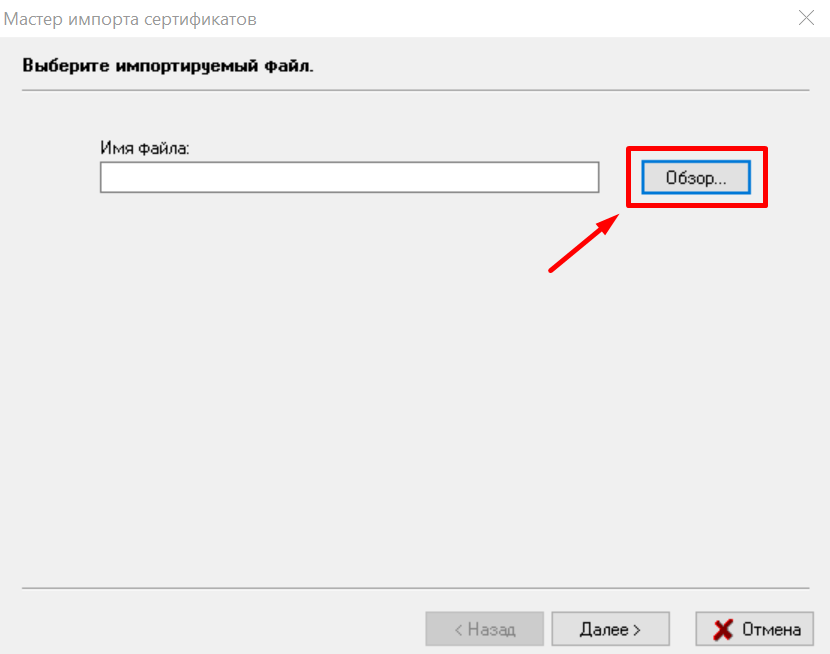 Мастер импорта сертификатов
Выберите импортируемый файл.
Имя файла:
Обзор...
< Назад
Далее >
Отмена